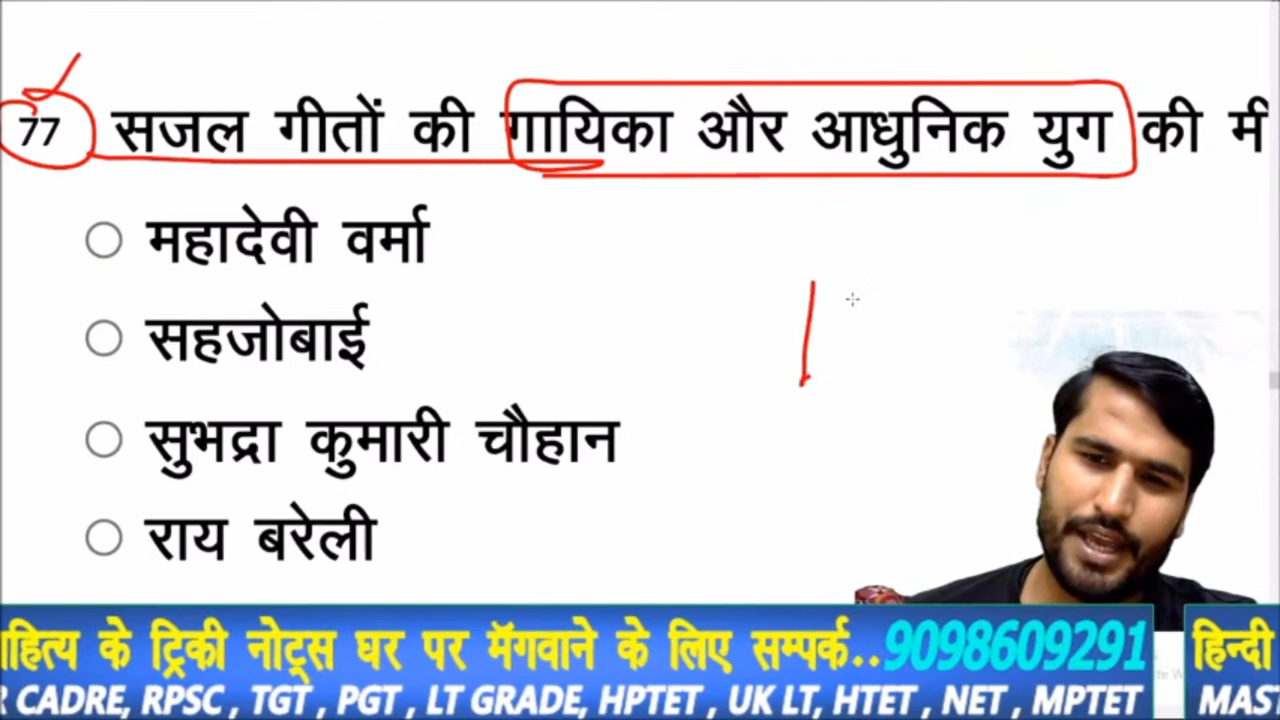 77 सजल गीतों की गायिका और आधुनिक युग की मी
महादेवी वर्मा
सहजोबाई
सुभद्रा कुमारी चौहान
राय बरेली
ाहित्य के ट्रिकी नोट्स घर पर मॅगवाने के लिए सम्पर्क..9098609291 हिन्दी
R CADRE, RPSC , TGT , PGT , LT GRADE, HPTET , UK LT, HTET , NET , MPTET MAST